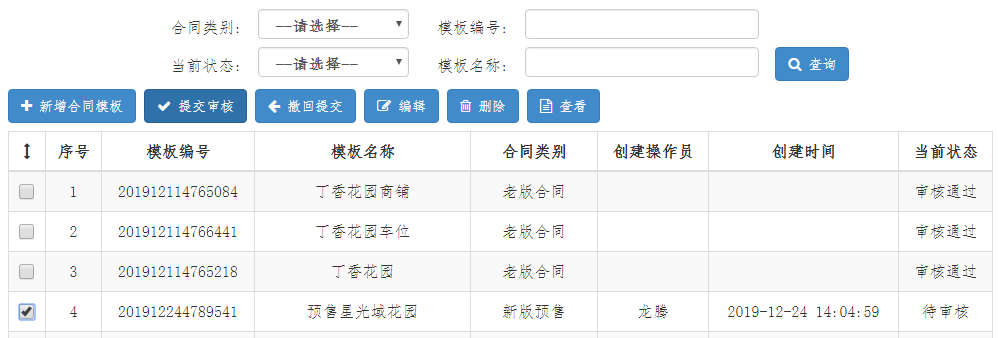 合同类别： --请选择-- 模板编号：
当前状态： --请选择-- 模板名称： 查询
新增合同模板 提交审核 撤回提交 编辑 删除 查看
序号 模板编号 模板名称 合同类别 创建操作员 创建时间 当前状态
1 201912114765084 丁香花园商铺 老版合同 审核通过
2 201912114766441 丁香花园车位 老版合同 审核通过
3 201912114765218 丁香花园 老版合同 审核通过
4 201912244789541 预售星光域花园 新版预售 龙腾 2019-12-24 14:04:59 待审核